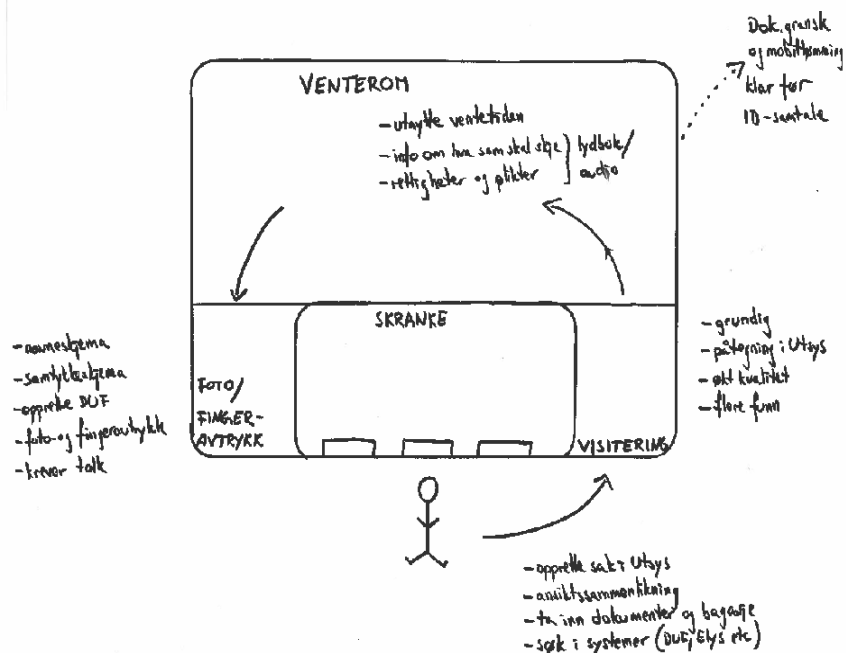 Dok.gransk
og mobiltømming
klar før
ID-samtale
VENTEROM
- utnytte ventetiden
- info om hva som skal skje } lydbok/
- rettigheter og plikter } audio
SKRANKE
- navneskjema
- samtykkeskjema
- opprette DUF
- foto- og fingeravtrykk
- krever tolk
FOTO/
FINGER-
AVTRYKK
VISITERING
- grundig
- påtegning i Utsys
- økt kvalitet
- flere funn
- opprette sak i Utsys
- ansiktssammenlikning
- ta inn dokumenter og bagasje
- søk i systemer (DUF, Elys etc)